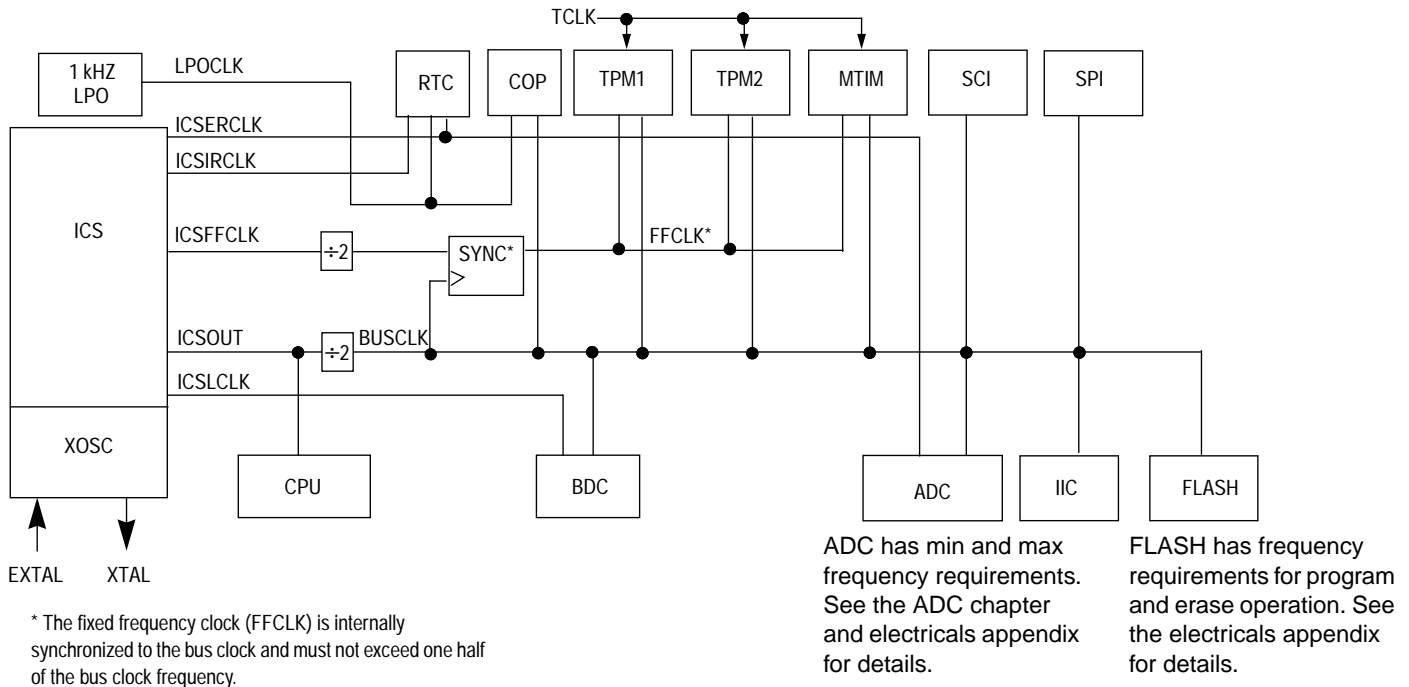 TCLK
1 kHZ
LPO
LPOCLK
RTC
COP
TPM1
TPM2
MTIM
SCI
SPI
ICSERCLK
ICSIRCLK
ICS
ICSFFCLK
÷2
SYNC*
FFCLK*
ICSOUT
÷2
BUSCLK
ICSLCLK
XOSC
CPU
BDC
ADC
IIC
FLASH
EXTAL
XTAL
ADC has min and max
frequency requirements.
See the ADC chapter
and electricals appendix
for details.
FLASH has frequency
requirements for program
and erase operation. See
the electricals appendix
for details.
* The fixed frequency clock (FFCLK) is internally
synchronized to the bus clock and must not exceed one half
of the bus clock frequency.